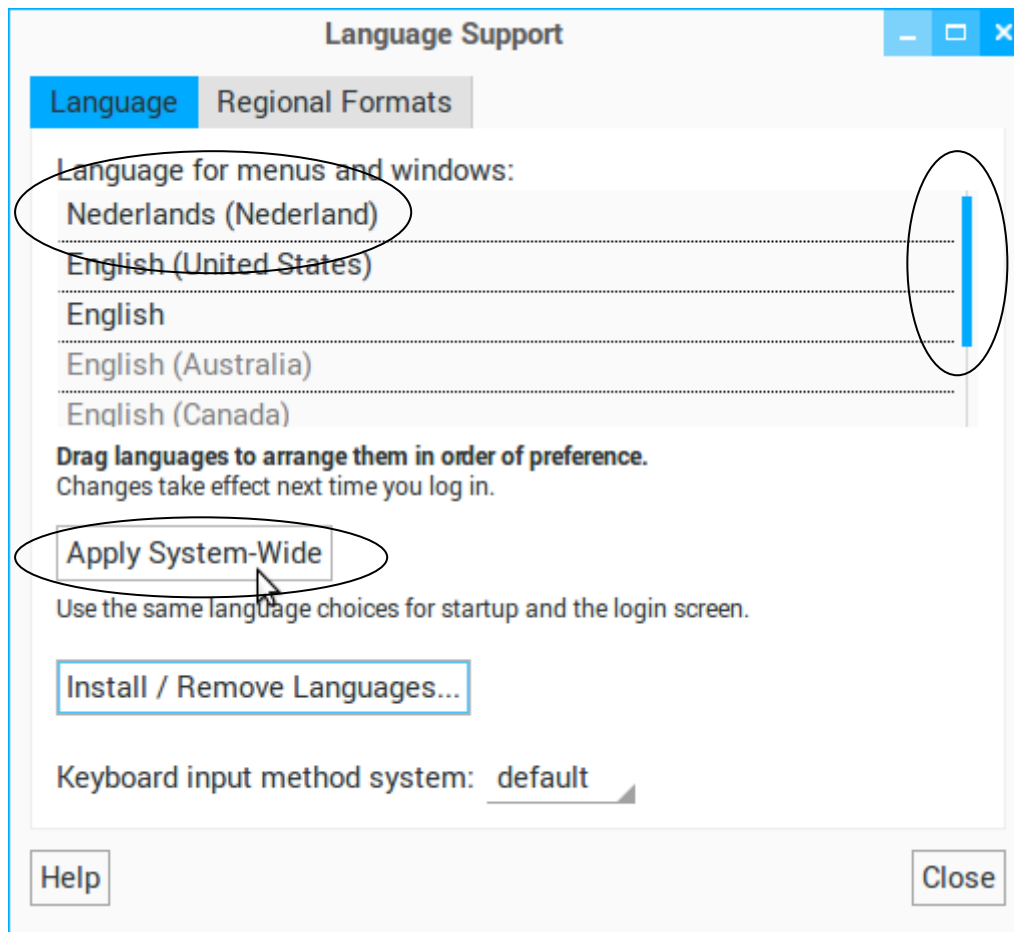 Language Support
Language Regional Formats
Language for menus and windows:
Nederlands (Nederland)
English (United States)
English
English (Australia)
English (Canada)
Drag languages to arrange them in order of preference.
Changes take effect next time you log in.
Apply System-Wide
Use the same language choices for startup and the login screen.
Install / Remove Languages...
Keyboard input method system: default
Help Close